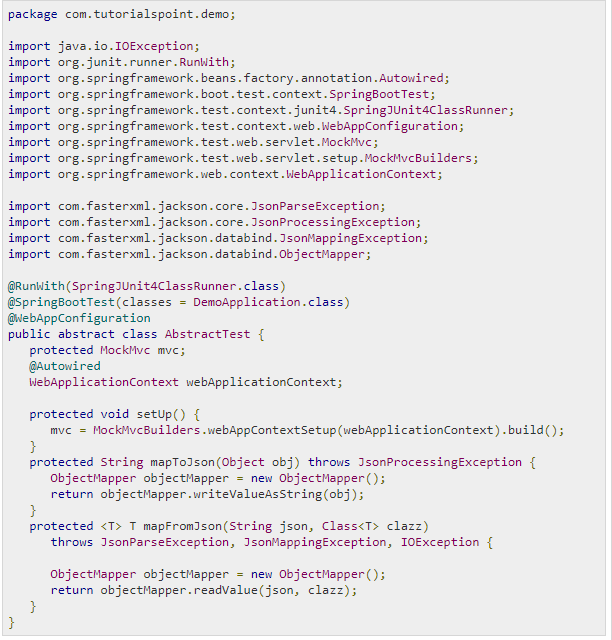 package com.tutorialspoint.demo;
import java.io.IOException;
import org.junit.runner.RunWith;
import org.springframework.beans.factory.annotation.Autowired;
import org.springframework.boot.test.context.SpringBootTest;
import org.springframework.test.context.junit4.SpringJUnit4ClassRunner;
import org.springframework.test.context.web.WebAppConfiguration;
import org.springframework.test.web.servlet.MockMvc;
import org.springframework.test.web.servlet.setup.MockMvcBuilders;
import org.springframework.web.context.WebApplicationContext;
import com.fasterxml.jackson.core.JsonParseException;
import com.fasterxml.jackson.core.JsonProcessingException;
import com.fasterxml.jackson.databind.JsonMappingException;
import com.fasterxml.jackson.databind.ObjectMapper;
@RunWith(SpringJUnit4ClassRunner.class)
@SpringBootTest(classes = DemoApplication.class)
@WebAppConfiguration
public abstract class AbstractTest {
   protected MockMvc mvc;
   @Autowired
   WebApplicationContext webApplicationContext;
   protected void setUp() {
      mvc = MockMvcBuilders.webAppContextSetup(webApplicationContext).build();
   }
   protected String mapToJson(Object obj) throws JsonProcessingException {
      ObjectMapper objectMapper = new ObjectMapper();
      return objectMapper.writeValueAsString(obj);
   }
   protected <T> T mapFromJson(String json, Class<T> clazz)
      throws JsonParseException, JsonMappingException, IOException {
      ObjectMapper objectMapper = new ObjectMapper();
      return objectMapper.readValue(json, clazz);
   }
}